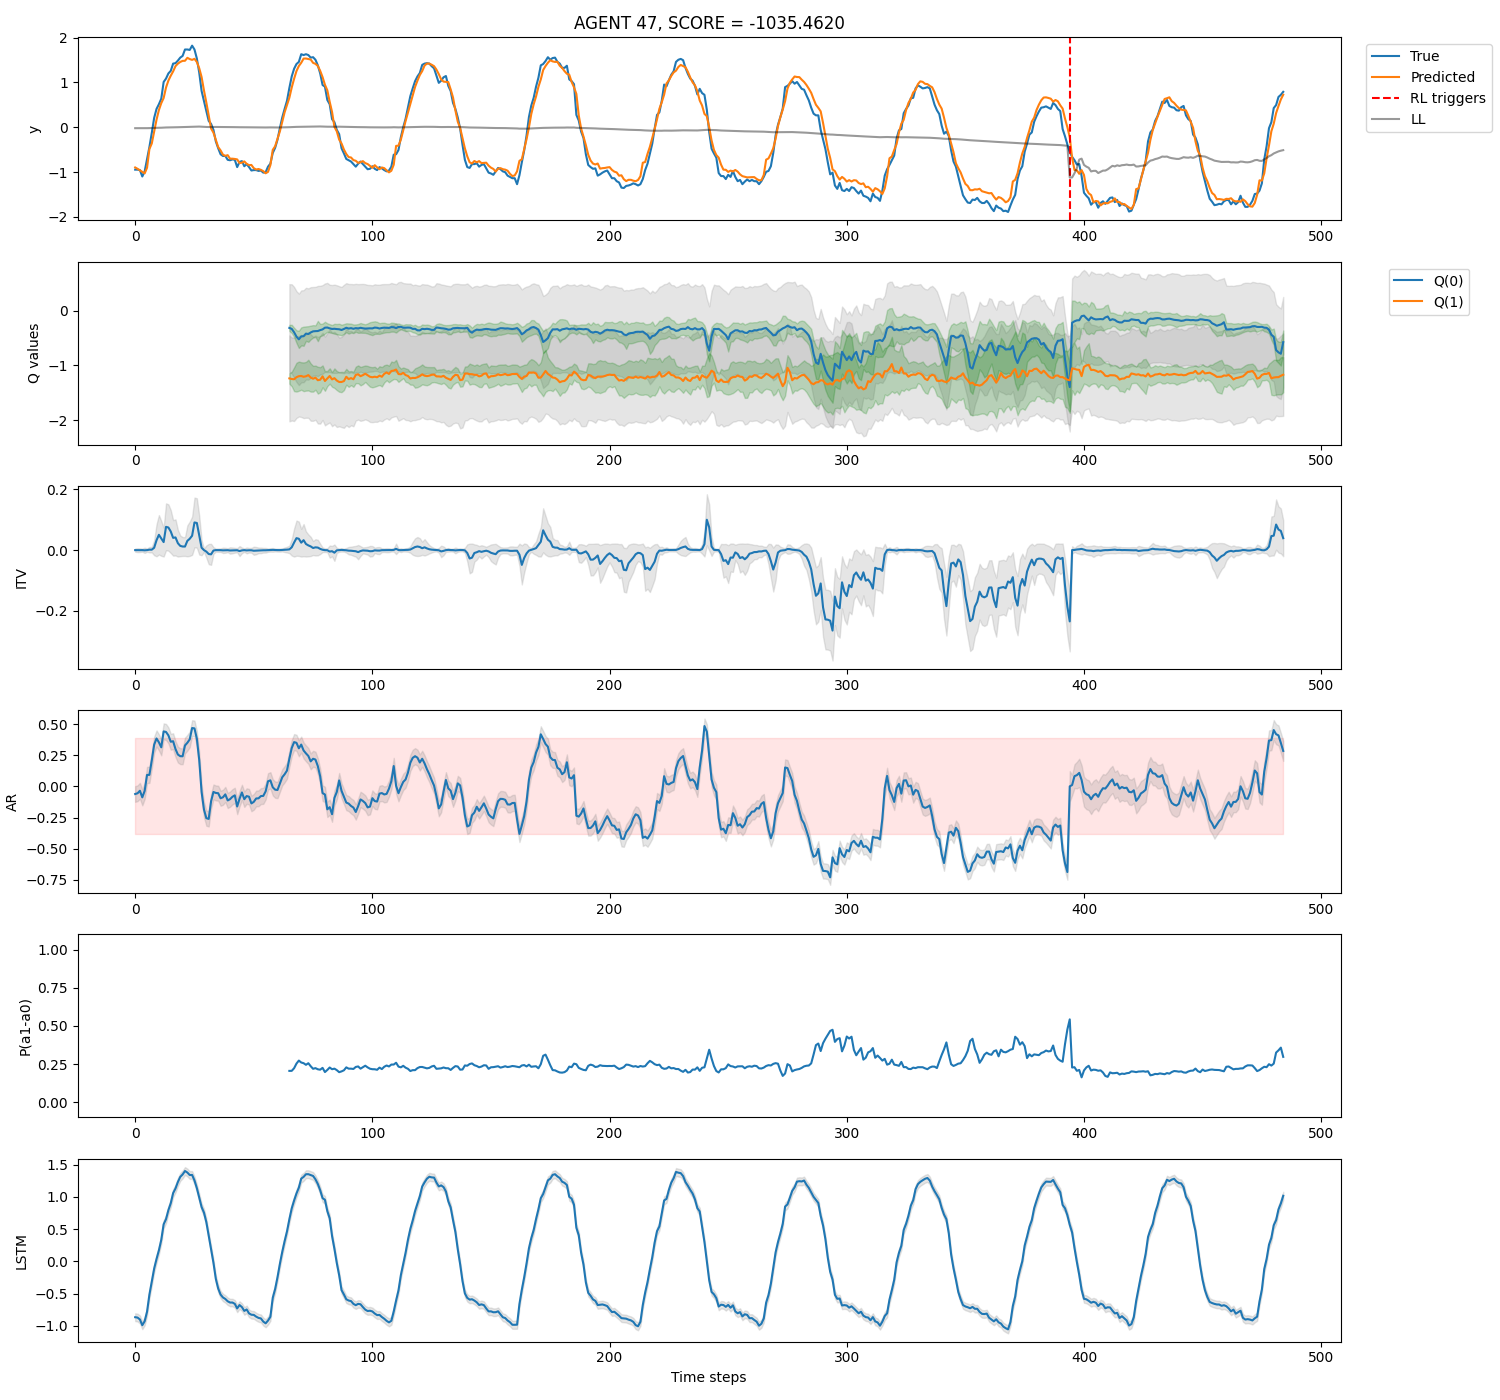 AGENT 47, SCORE = -1035.4620
2
1
0
−1
−2
y
0 100 200 300 400 500
True
Predicted
RL triggers
LL
0
−1
−2
Q values
0 100 200 300 400 500
Q(0)
Q(1)
0.2
0.0
−0.2
ITV
0 100 200 300 400 500
0.50
0.25
0.00
−0.25
−0.50
−0.75
AR
0 100 200 300 400 500
1.00
0.75
0.50
0.25
0.00
P(a1-a0)
0 100 200 300 400 500
1.5
1.0
0.5
0.0
−0.5
−1.0
LSTM
0 100 200 300 400 500
Time steps